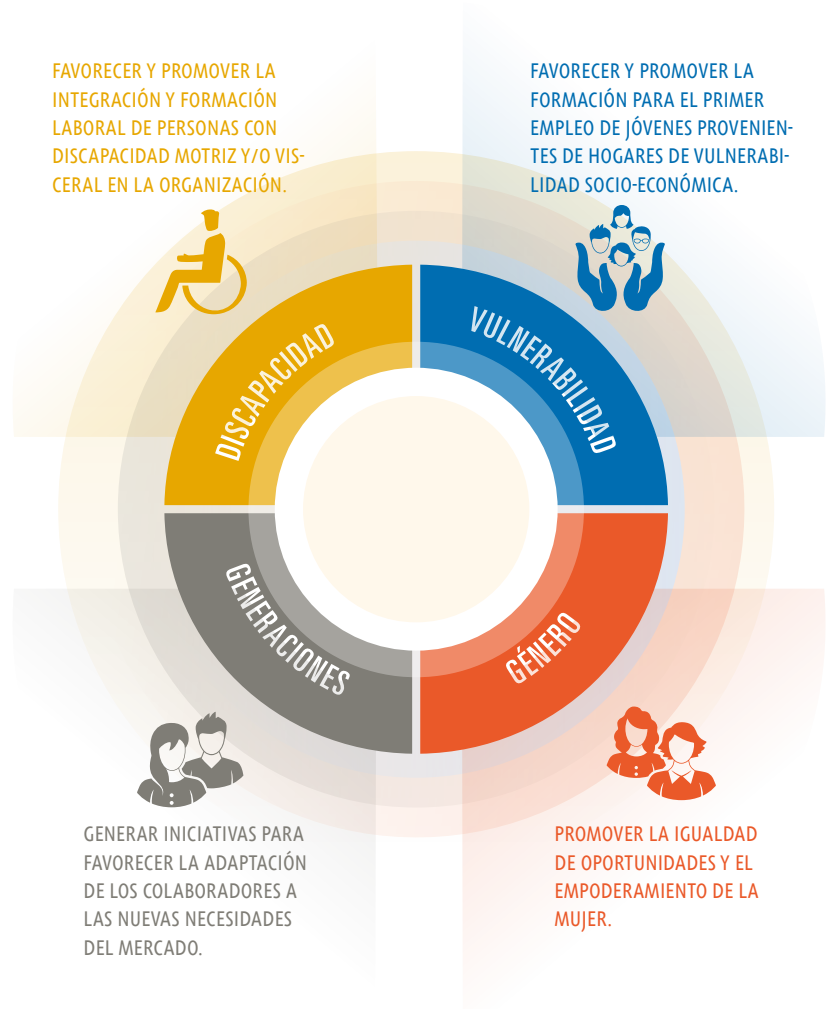 FAVORECER Y PROMOVER LA
INTEGRACIÓN Y FORMACIÓN
LABORAL DE PERSONAS CON
DISCAPACIDAD MOTRIZ Y/O VIS-
CERAL EN LA ORGANIZACIÓN.
FAVORECER Y PROMOVER LA
FORMACIÓN PARA EL PRIMER
EMPLEO DE JÓVENES PROVENIEN-
TES DE HOGARES DE VULNERABI-
LIDAD SOCIO-ECONÓMICA.
DISCAPACIDAD
VULNERABILIDAD
GENERACIONES
GÉNERO
GENERAR INICIATIVAS PARA
FAVORECER LA ADAPTACIÓN
DE LOS COLABORADORES A
LAS NUEVAS NECESIDADES
DEL MERCADO.
PROMOVER LA IGUALDAD
DE OPORTUNIDADES Y EL
EMPODERAMIENTO DE LA
MUJER.